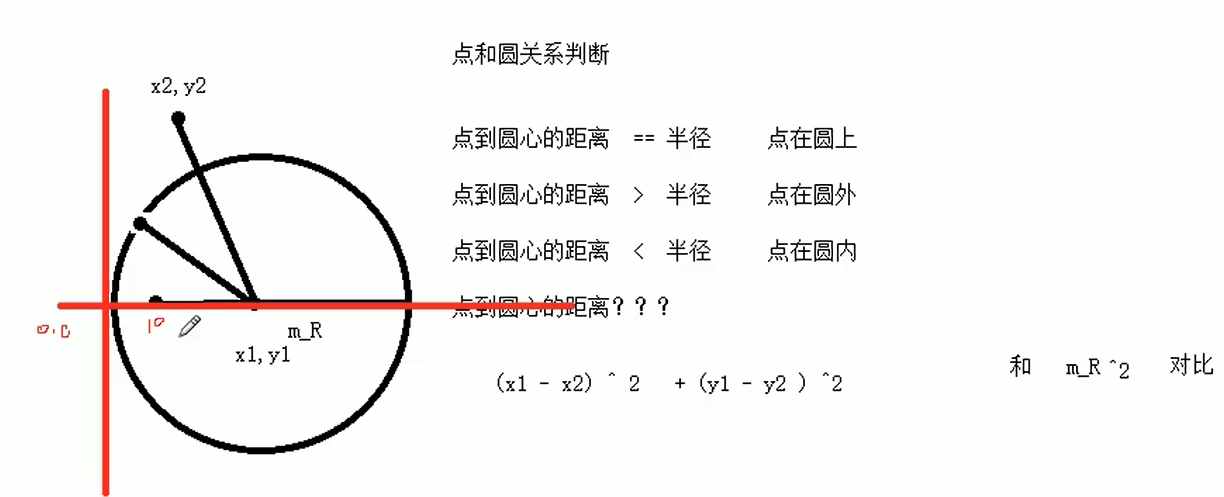 点和圆关系判断
x2,y2
点到圆心的距离 == 半径 点在圆上
点到圆心的距离 > 半径 点在圆外
点到圆心的距离 < 半径 点在圆内
点到圆心的距离？？？
10
m_R
x1,y1
(x1 - x2) ^ 2 + (y1 - y2 ) ^2 和 m_R ^2 对比